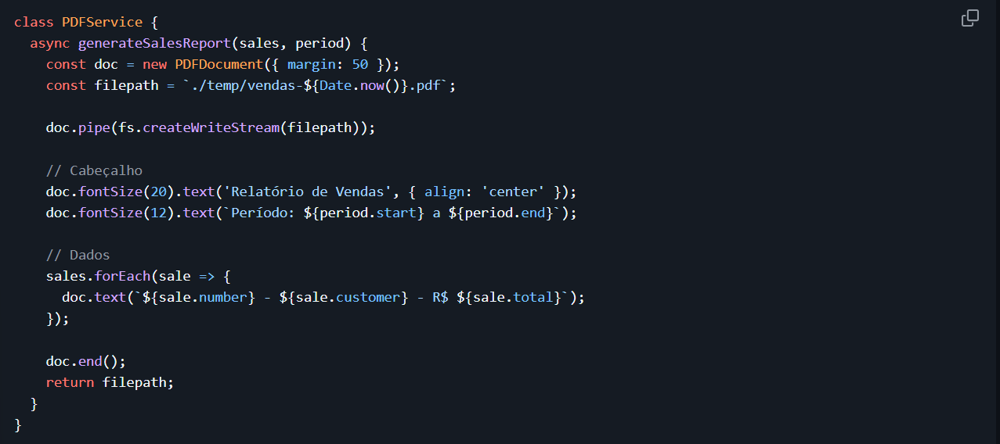 class PDFService {
  async generateSalesReport(sales, period) {
    const doc = new PDFDocument({ margin: 50 });
    const filepath = `./temp/vendas-${Date.now()}.pdf`;

    doc.pipe(fs.createWriteStream(filepath));

    // Cabeçalho
    doc.fontSize(20).text('Relatório de Vendas', { align: 'center' });
    doc.fontSize(12).text(`Período: ${period.start} a ${period.end}`);

    // Dados
    sales.forEach(sale => {
      doc.text(`${sale.number} - ${sale.customer} - R$ ${sale.total}`);
    });

    doc.end();
    return filepath;
  }
}